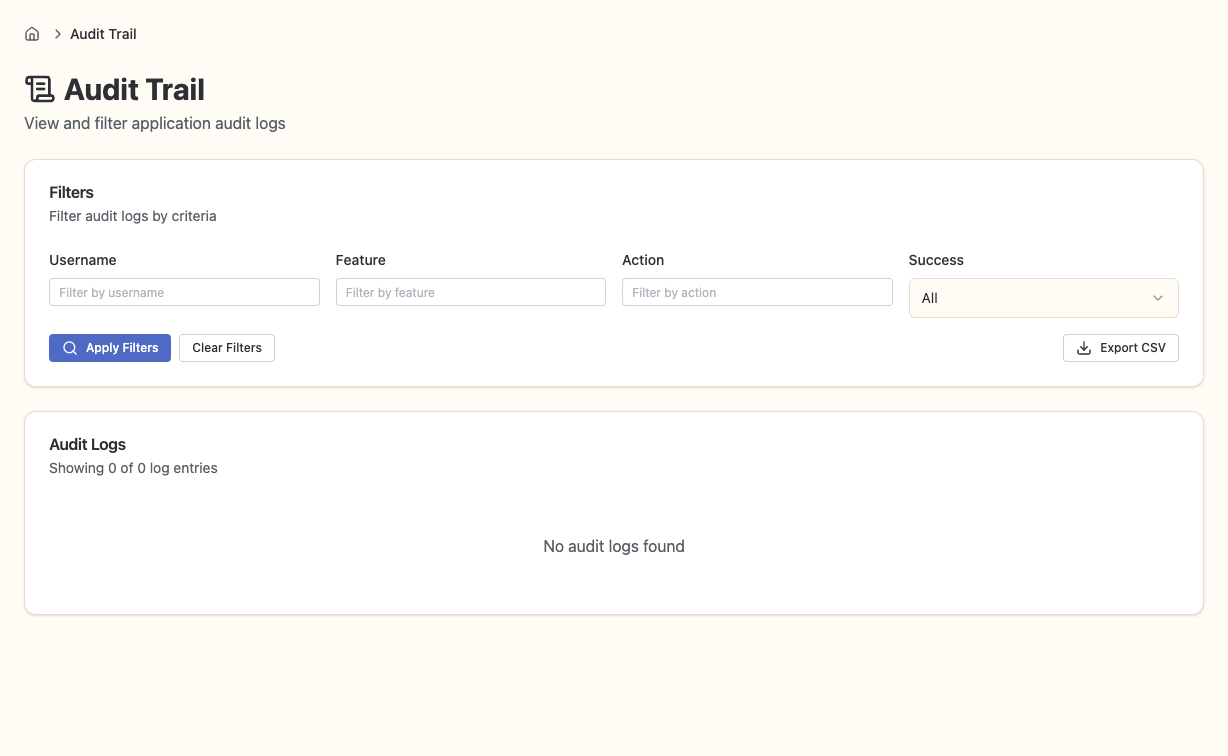 Audit Trail
Audit Trail
View and filter application audit logs
Filters
Filter audit logs by criteria
Username Feature Action Success
Filter by username Filter by feature Filter by action All
Apply Filters Clear Filters Export CSV
Audit Logs
Showing 0 of 0 log entries
No audit logs found